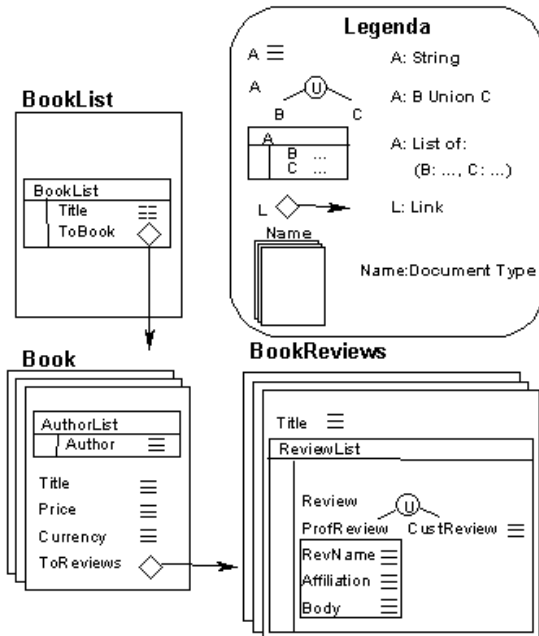 Legenda
A
A: String
A
U
B
C
A: B Union C
A
B ...
C ...
A: List of:
(B: ..., C: ...)
L
L: Link
Name
Name:Document Type
BookList
BookList
Title
ToBook
Book
AuthorList
Author
Title
Price
Currency
ToReviews
BookReviews
Title
ReviewList
Review
U
ProfReview
CustReview
RevName
Affiliation
Body